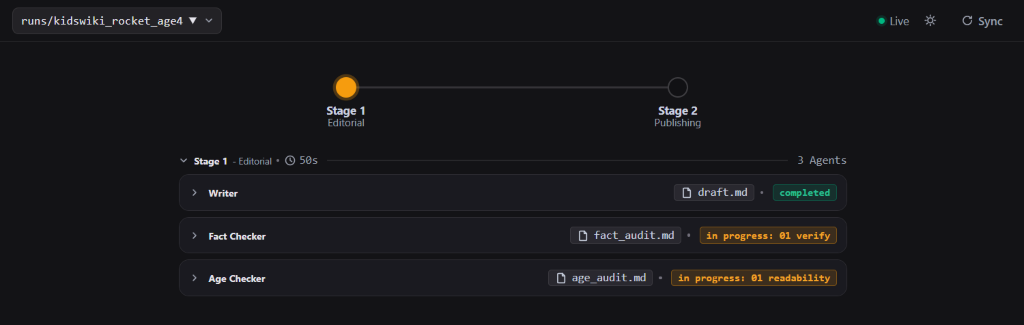 runs/kidswiki_rocket_age4 ▼
Live
Sync
Stage 1
Editorial
Stage 2
Publishing
Stage 1 - Editorial • 50s
3 Agents
Writer
draft.md • completed
Fact Checker
fact_audit.md • in progress: 01 verify
Age Checker
age_audit.md • in progress: 01 readability